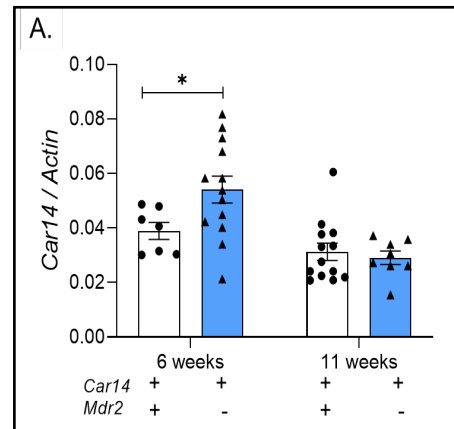 A.
Car14 / Actin
0.10
0.08
0.06
0.04
0.02
0.00
*
6 weeks 11 weeks
Car14 + + + +
Mdr2 + - + -